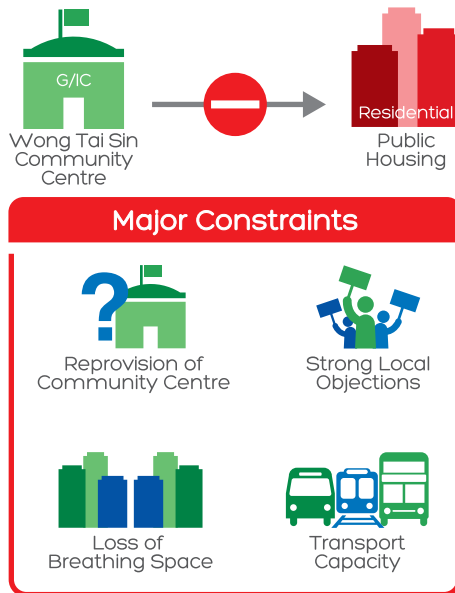 G/IC
Wong Tai Sin
Community
Centre
Residential
Public
Housing
Major Constraints
Reprovision of
Community Centre
Strong Local
Objections
Loss of
Breathing Space
Transport
Capacity